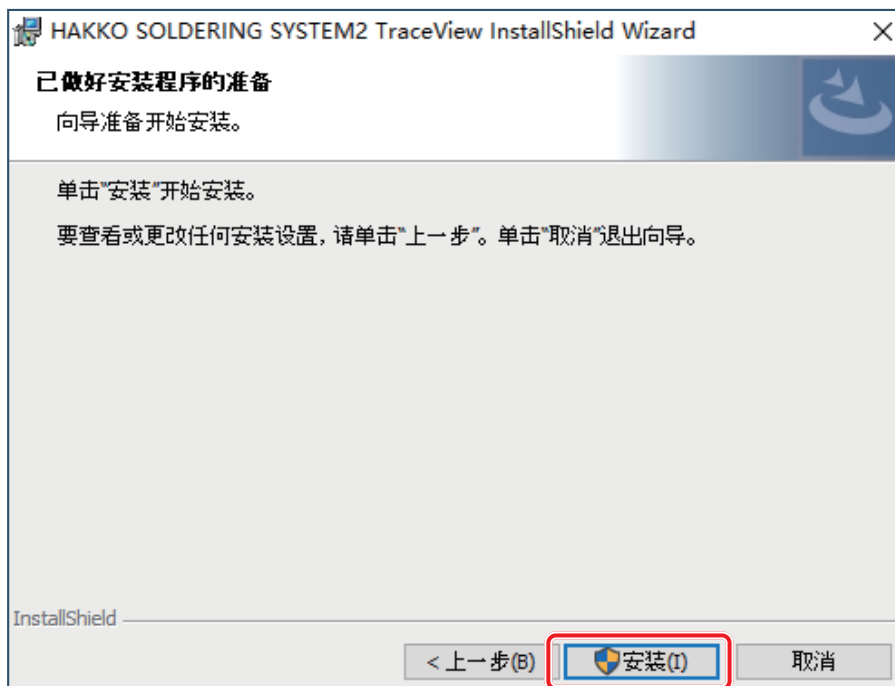 HAKKO SOLDERING SYSTEM2 TraceView InstallShield Wizard
已做好安装程序的准备
向导准备开始安装。
单击"安装"开始安装。
要查看或更改任何安装设置，请单击"上一步"。单击"取消"退出向导。
InstallShield
< 上一步(B)
安装(I)
取消